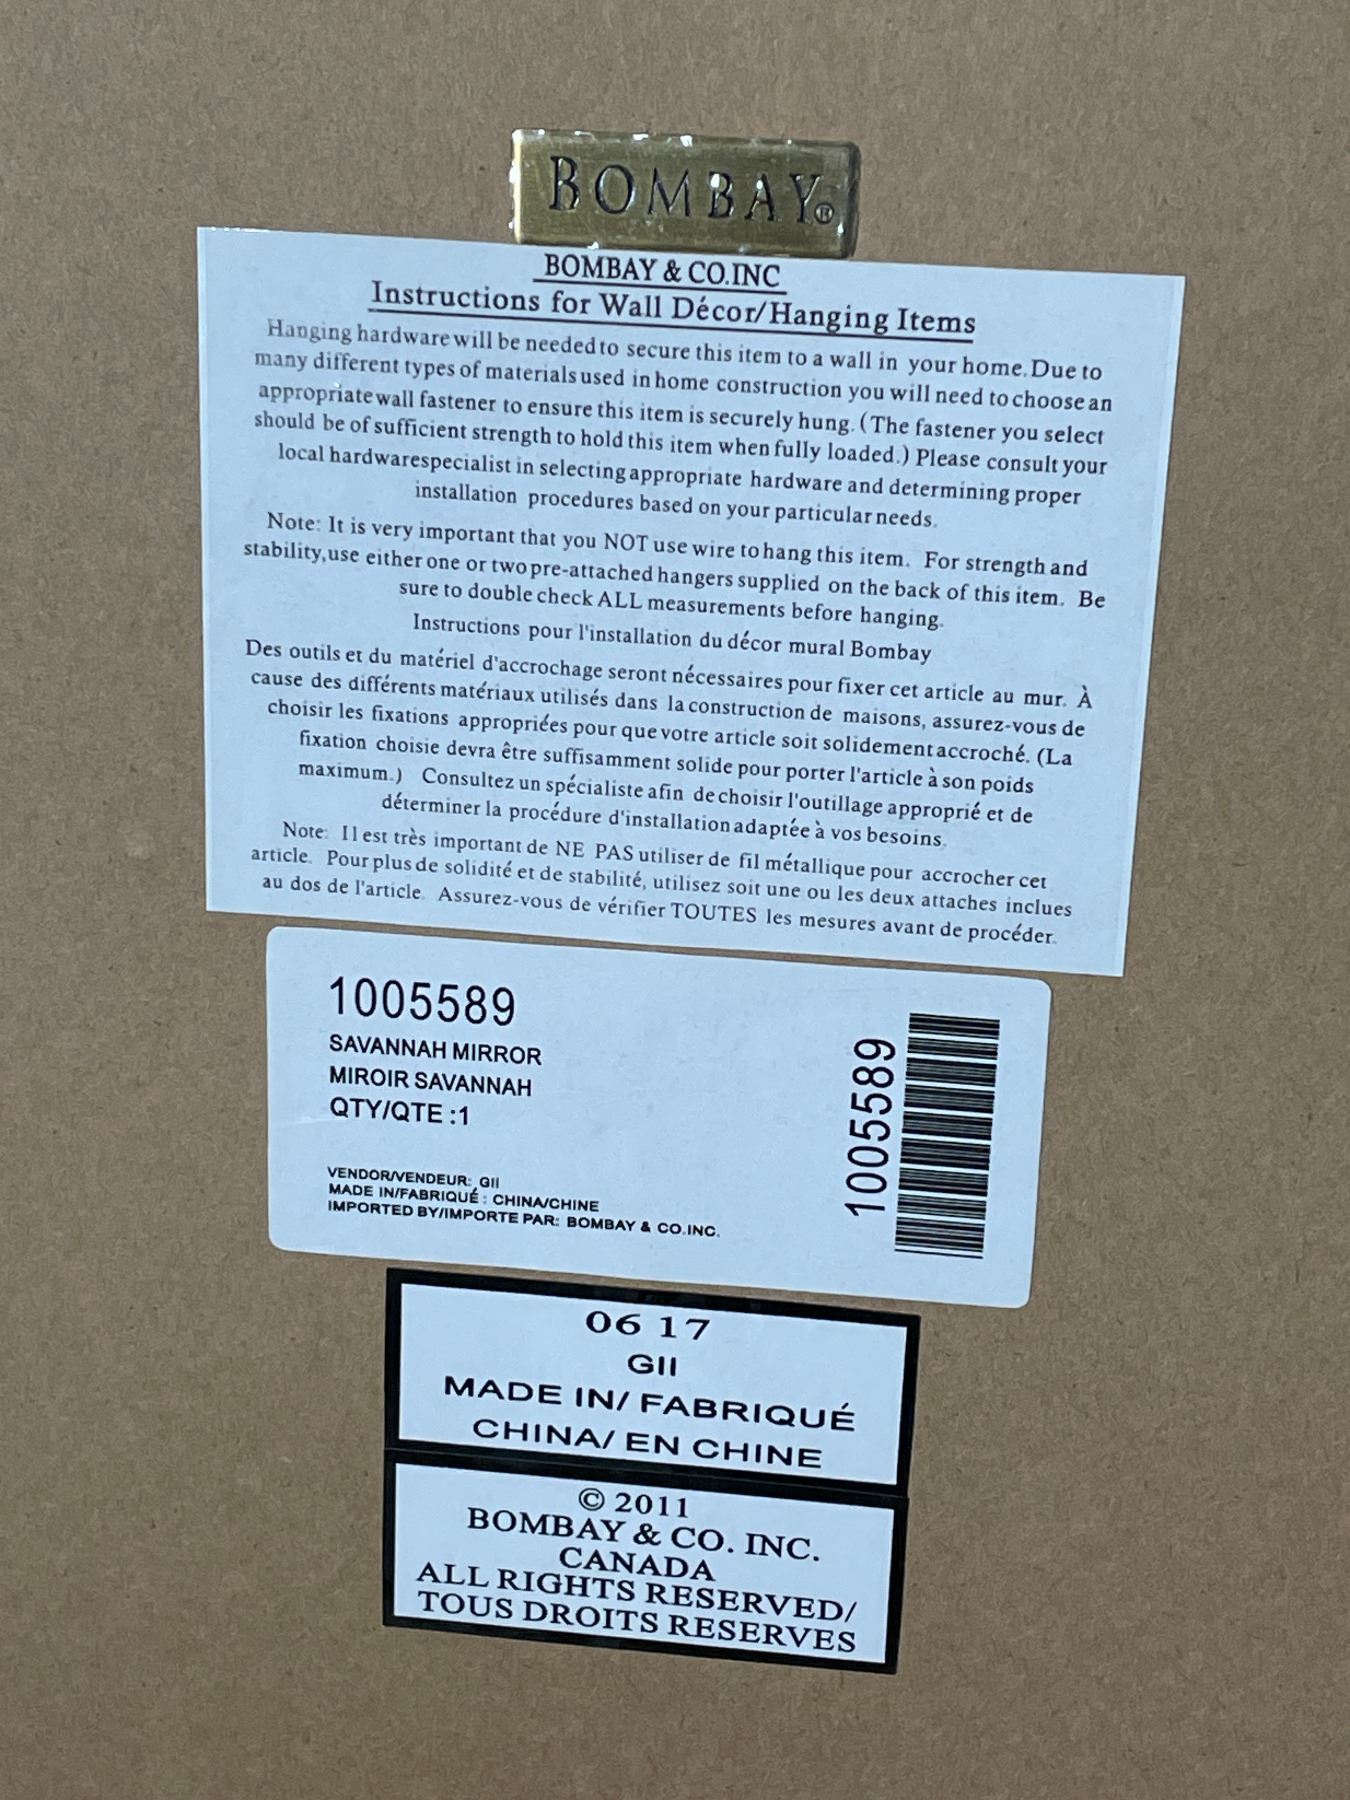 BOMBAY®
BOMBAY & CO.INC
Instructions for Wall Décor/Hanging Items
Hanging hardware will be needed to secure this item to a wall in your home. Due to
many different types of materials used in home construction you will need to choose an
appropriate wall fastener to ensure this item is securely hung. (The fastener you select
should be of sufficient strength to hold this item when fully loaded.) Please consult your
local hardwarespecialist in selecting appropriate hardware and determining proper
installation procedures based on your particular needs.
Note: It is very important that you NOT use wire to hang this item. For strength and
stability,use either one or two pre-attached hangers supplied on the back of this item. Be
sure to double check ALL measurements before hanging.
Instructions pour l'installation du décor mural Bombay
Des outils et du matériel d'accrochage seront nécessaires pour fixer cet article au mur. À
cause des différents matériaux utilisés dans la construction de maisons, assurez-vous de
choisir les fixations appropriées pour que votre article soit solidement accroché. (La
fixation choisie devra être suffisamment solide pour porter l'article à son poids
maximum.) Consultez un spécialiste afin de choisir l'outillage approprié et de
déterminer la procédure d'installation adaptée à vos besoins.
Note: Il est très important de NE PAS utiliser de fil métallique pour accrocher cet
article. Pour plus de solidité et de stabilité, utilisez soit une ou les deux attaches inclues
au dos de l'article. Assurez-vous de vérifier TOUTES les mesures avant de procéder.
1005589
SAVANNAH MIRROR
MIROIR SAVANNAH
QTY/QTE :1
VENDOR/VENDEUR: GII
MADE IN/FABRIQUÉ : CHINA/CHINE
IMPORTED BY/IMPORTE PAR: BOMBAY & CO.INC.
1005589
06 17
GII
MADE IN/ FABRIQUÉ
CHINA/ EN CHINE
© 2011
BOMBAY & CO. INC.
CANADA
ALL RIGHTS RESERVED/
TOUS DROITS RESERVES